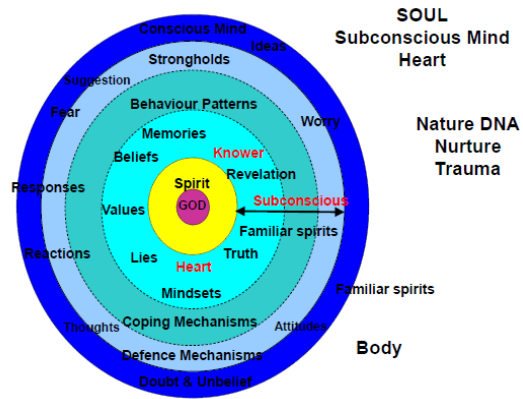 SOUL
Subconscious Mind
Heart
Conscious Mind
Ideas
Strongholds
Suggestion
Fear
Behaviour Patterns
Worry
Nature DNA
Nurture
Trauma
Memories
Knower
Beliefs
Revelation
Spirit
Responses
Subconscious
GOD
Values
Familiar spirits
Reactions
Lies
Truth
Heart
Mindsets
Familiar spirits
Coping Mechanisms
Thoughts
Attitudes
Body
Defence Mechanisms
Doubt & Unbelief